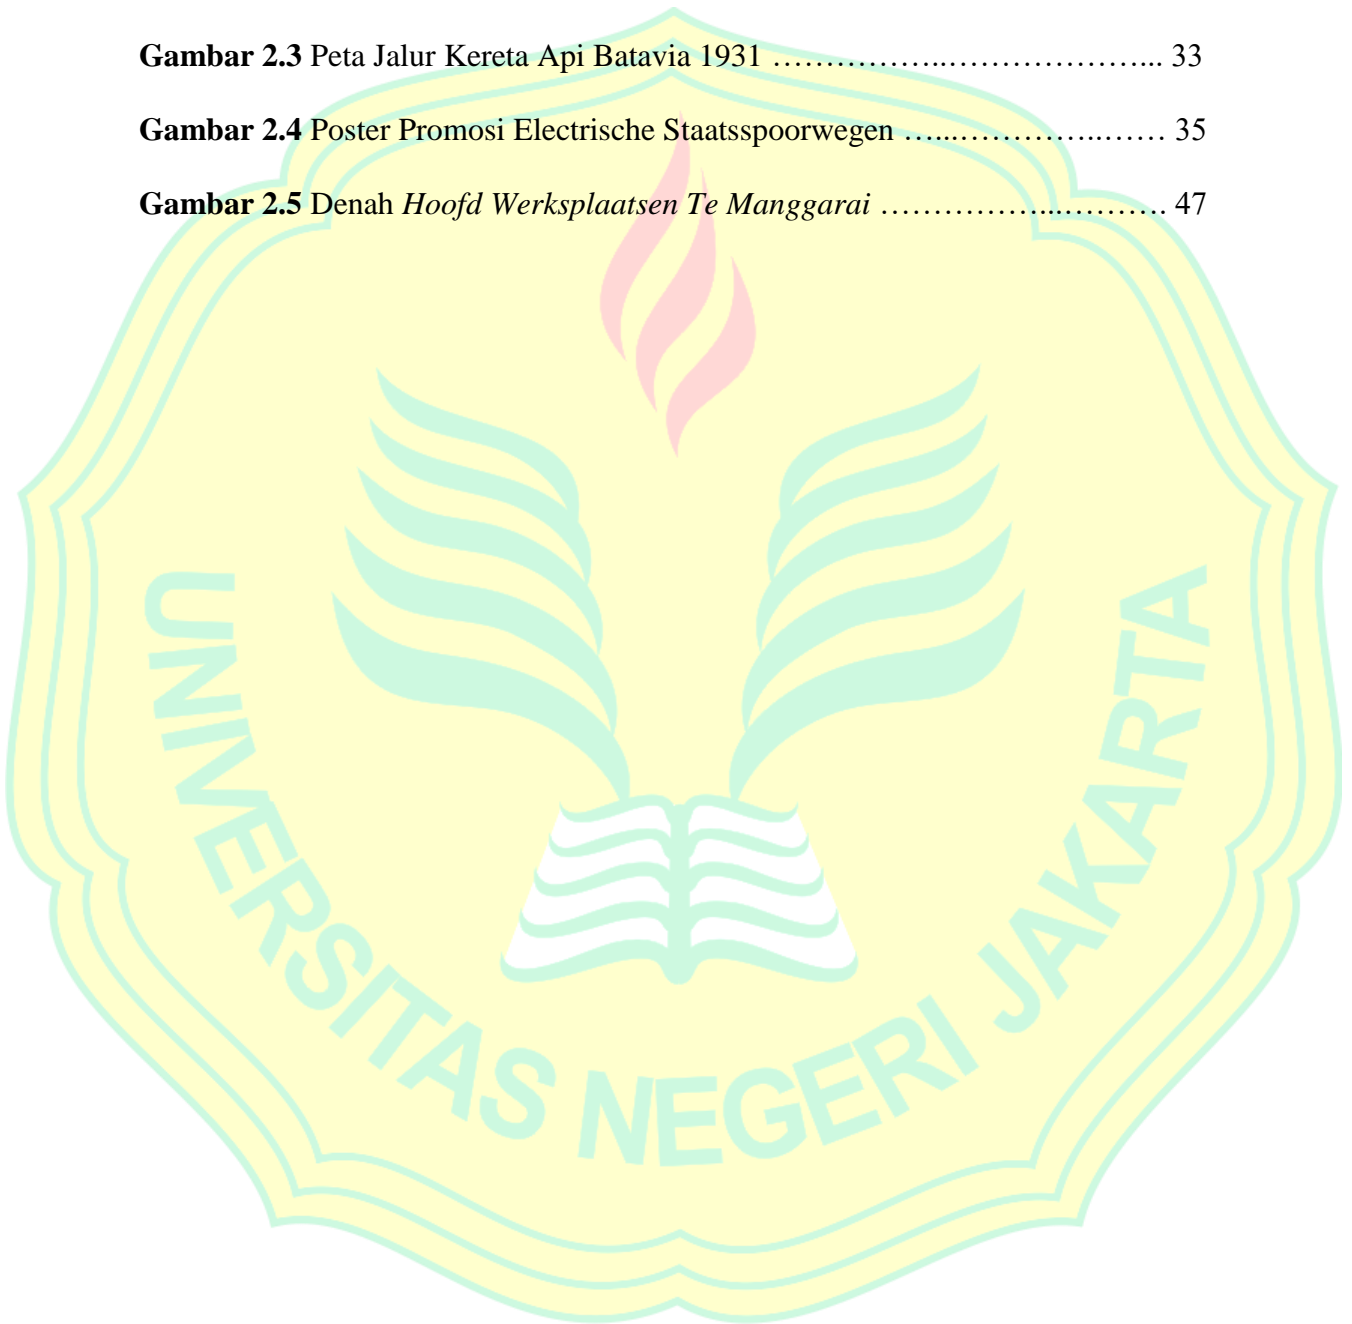 Gambar 2.3 Peta Jalur Kereta Api Batavia 1931 ……………..………………... 33
Gambar 2.4 Poster Promosi Electrische Staatsspoorwegen …...…………..…… 35
Gambar 2.5 Denah Hoofd Werksplaatsen Te Manggarai ……………...………. 47
UNIVERSITAS NEGERI JAKARTA